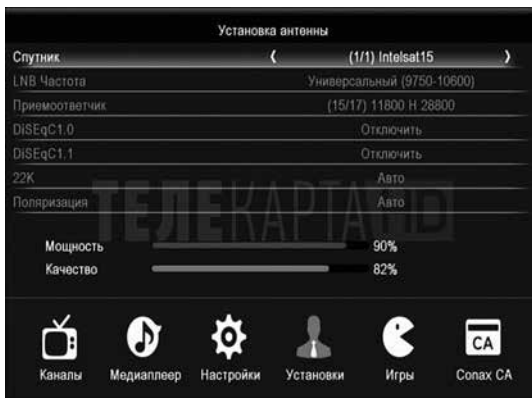 Установка антенны
Спутник ( (1/1) Intelsat15 )
LNB Частота Универсальный (9750-10600)
Приемоответчик (15/17) 11800 H 28800
DiSEqC1.0 Отключить
DiSEqC1.1 Отключить
22K Авто
Поляризация Авто
ТЕЛЕКАРТА HD
Мощность 90%
Качество 82%
CA
Каналы Медиаплеер Настройки Установки Игры Conax CA